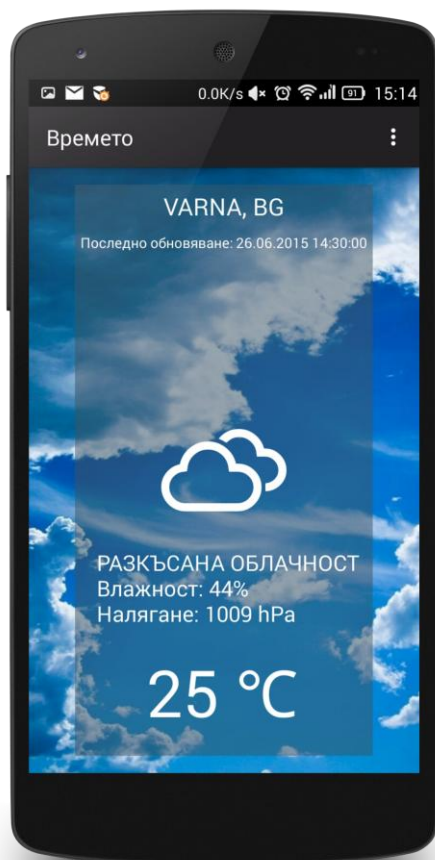 0.0K/s 91 15:14
Времето
VARNA, BG
Последно обновяване: 26.06.2015 14:30:00
РАЗКЪСАНА ОБЛАЧНОСТ
Влажност: 44%
Налягане: 1009 hPa
25 °C